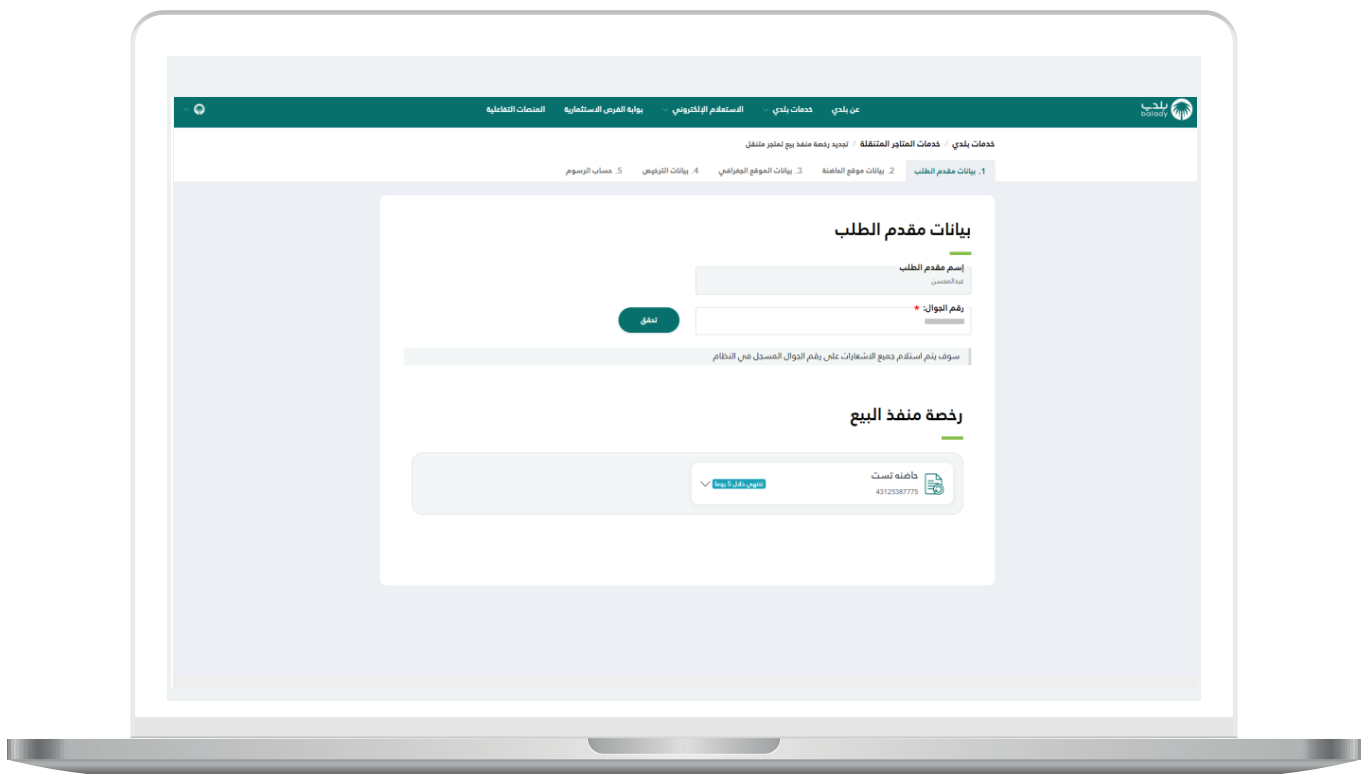 بلدي
balady
عن بلدي خدمات بلدي الاستعلام الإلكتروني بوابة الفرص الاستثمارية المنصات التفاعلية
خدمات بلدي / خدمات المتاجر المتنقلة / تجديد رخصة منفذ بيع لمتجر متنقل
1. بيانات مقدم الطلب 2. بيانات موقع الحاضنة 3. بيانات الموقع الجغرافي 4. بيانات الترخيص 5. حساب الرسوم
بيانات مقدم الطلب
إسم مقدم الطلب
عبدالمحسن
رقم الجوال: *
تحقق
سوف يتم استلام جميع الاشعارات على رقم الجوال المسجل في النظام
رخصة منفذ البيع
حاضنه تست
43125387775
تنتهي خلال 5 يوما